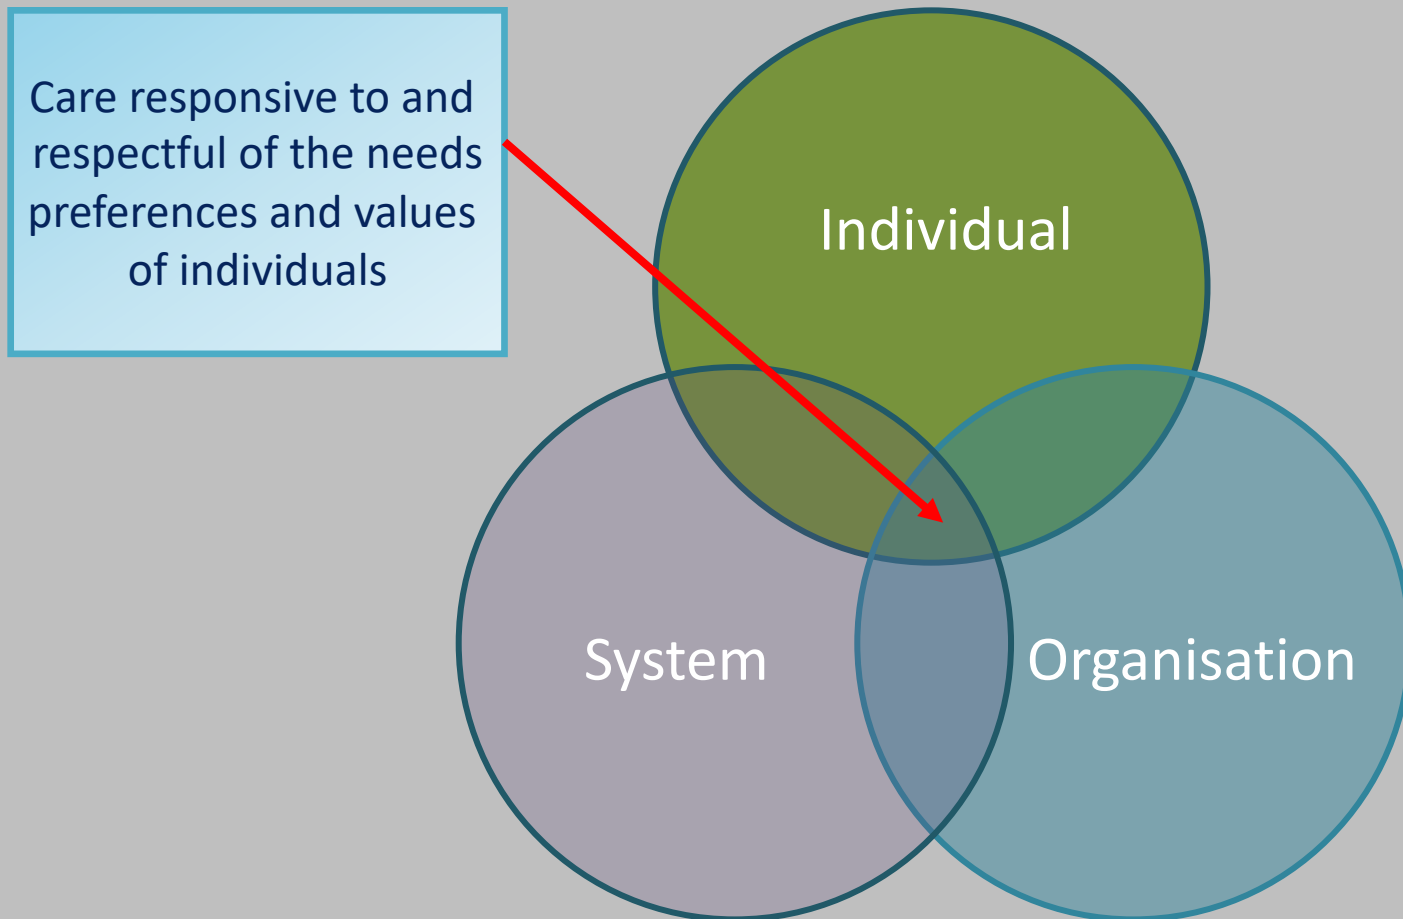 Care responsive to and
respectful of the needs
preferences and values
of individuals
Individual
System
Organisation